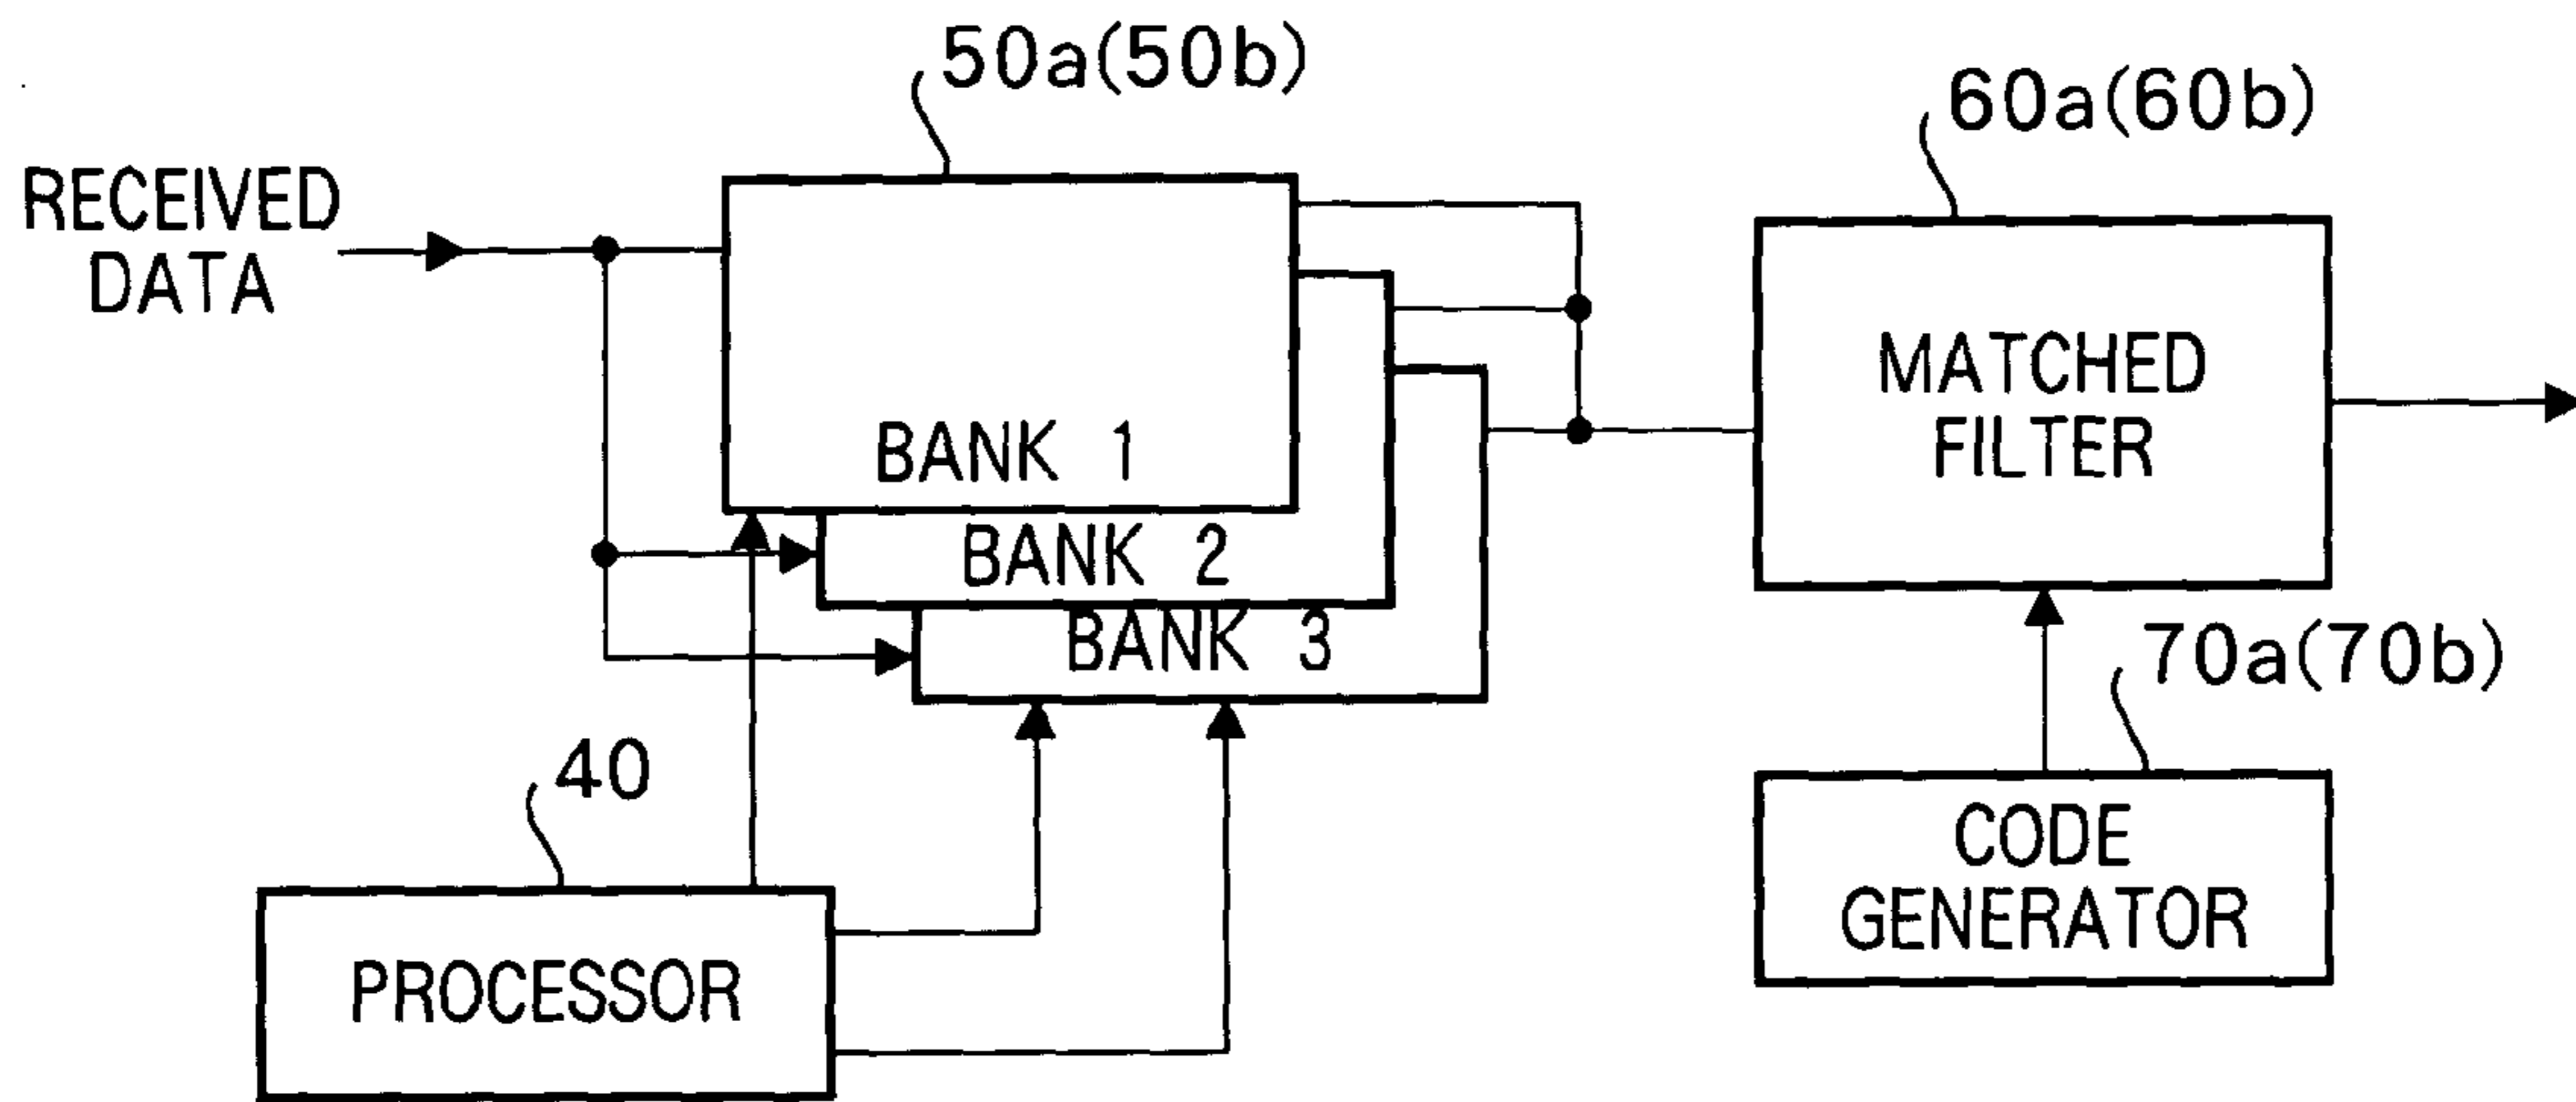 50a(50b)
60a(60b)
RECEIVED
DATA
BANK 1
BANK 2
BANK 3
MATCHED
FILTER
70a(70b)
40
CODE
GENERATOR
PROCESSOR